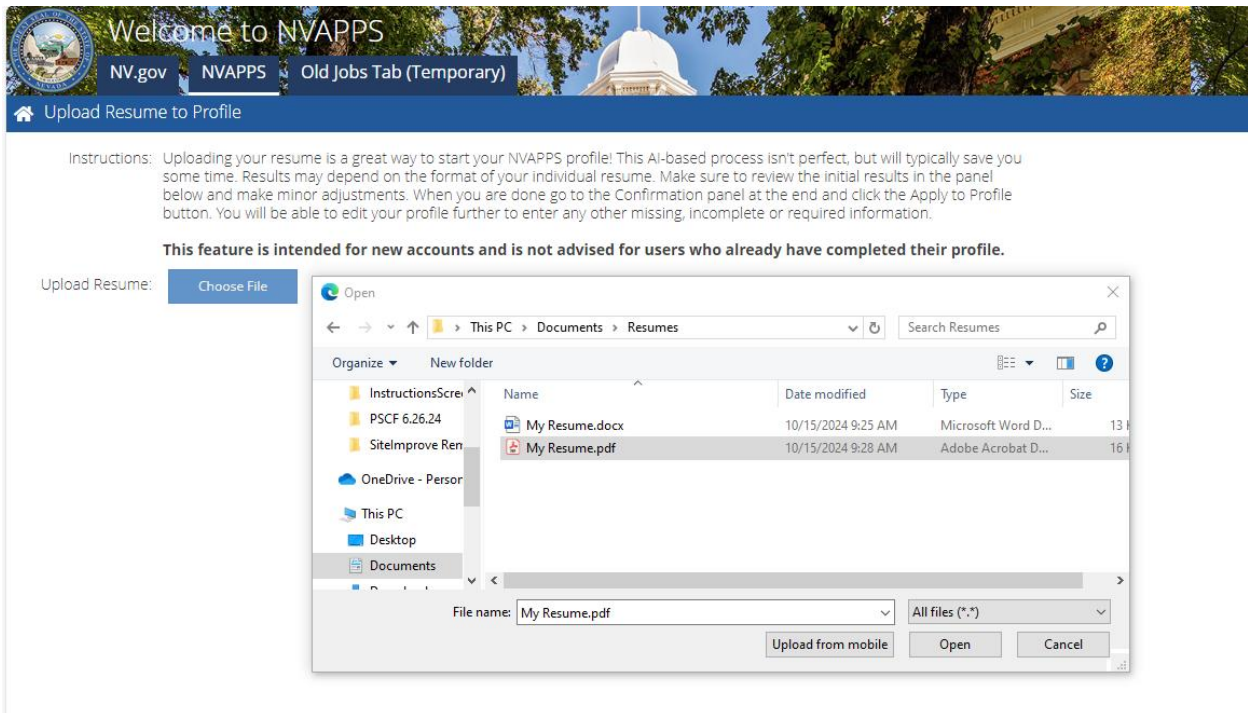 Welcome to NVAPPS
NV.gov NVAPPS Old Jobs Tab (Temporary)
Upload Resume to Profile
Instructions: Uploading your resume is a great way to start your NVAPPS profile! This AI-based process isn't perfect, but will typically save you
some time. Results may depend on the format of your individual resume. Make sure to review the initial results in the panel
below and make minor adjustments. When you are done go to the Confirmation panel at the end and click the Apply to Profile
button. You will be able to edit your profile further to enter any other missing, incomplete or required information.
This feature is intended for new accounts and is not advised for users who already have completed their profile.
Upload Resume: Choose File
Open
This PC > Documents > Resumes
Search Resumes
Organize New folder
InstructionsScree
PSCF 6.26.24
SiteImprove Rem
OneDrive - Person
This PC
Desktop
Documents
Name Date modified Type Size
My Resume.docx 10/15/2024 9:25 AM Microsoft Word D... 13
My Resume.pdf 10/15/2024 9:28 AM Adobe Acrobat D... 16
File name: My Resume.pdf All files (*.*)
Upload from mobile Open Cancel